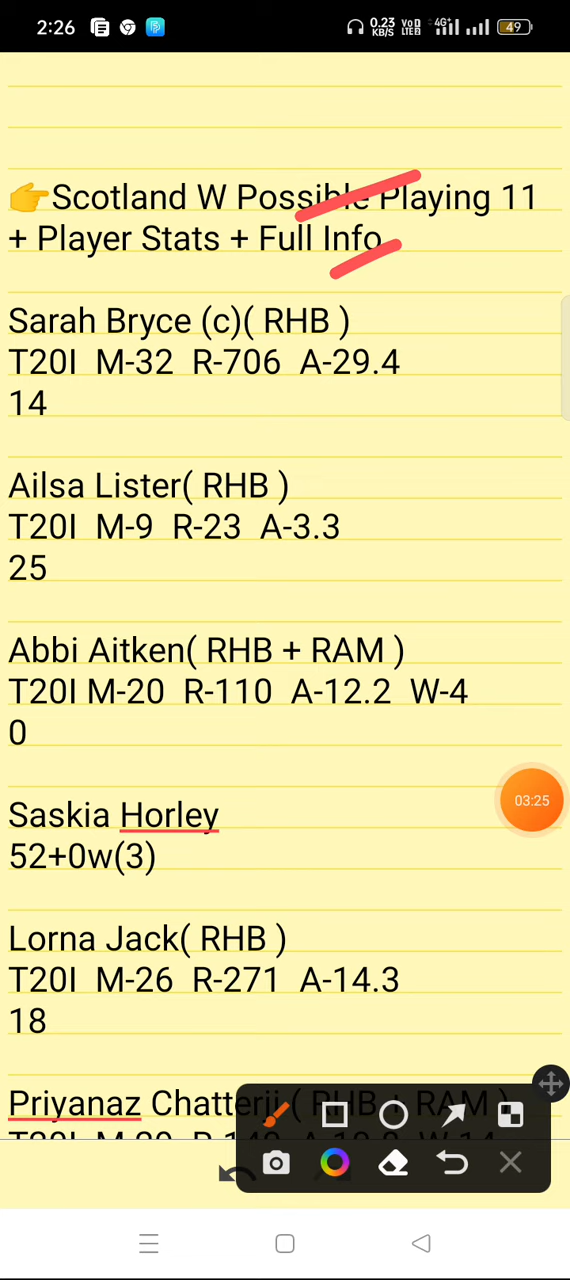 2:26 0.23 KB/S VoD LTE2 4G+ 49
👉Scotland W Possible Playing 11
+ Player Stats + Full Info
Sarah Bryce (c)( RHB )
T20I M-32 R-706 A-29.4
14
Ailsa Lister( RHB )
T20I M-9 R-23 A-3.3
25
Abbi Aitken( RHB + RAM )
T20I M-20 R-110 A-12.2 W-4
0
Saskia Horley
52+0w(3)
03:25
Lorna Jack( RHB )
T20I M-26 R-271 A-14.3
18
Priyanaz Chatterji ( RHB + RAM )